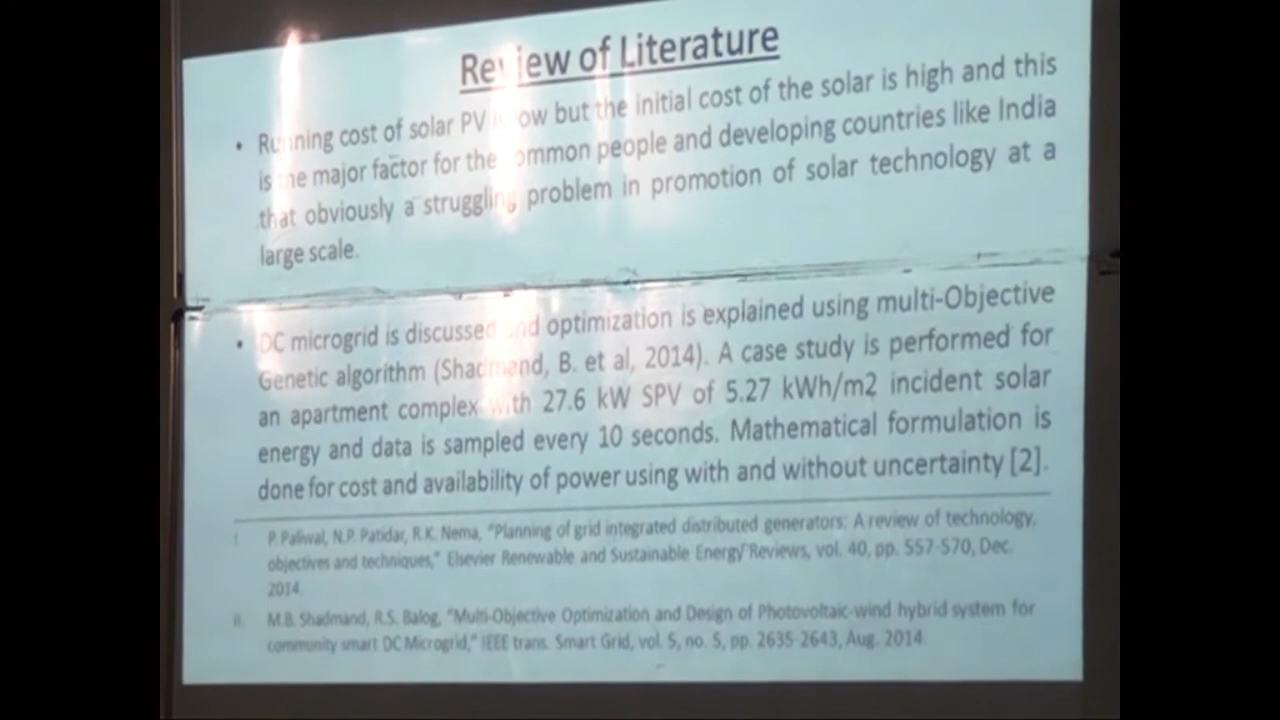 Review of Literature
• Running cost of solar PV is low but the initial cost of the solar is high and this
is the major factor for the common people and developing countries like India
that obviously a struggling problem in promotion of solar technology at a
large scale.
• DC microgrid is discussed and optimization is explained using multi-Objective
Genetic algorithm (Shadmand, B. et al, 2014). A case study is performed for
an apartment complex with 27.6 kW SPV of 5.27 kWh/m2 incident solar
energy and data is sampled every 10 seconds. Mathematical formulation is
done for cost and availability of power using with and without uncertainty [2].
i. P. Paliwal, N.P. Patidar, R.K. Nema, "Planning of grid integrated distributed generators: A review of technology,
objectives and techniques," Elsevier Renewable and Sustainable Energy Reviews, vol. 40, pp. 557-570, Dec.
2014.
ii. M.B. Shadmand, R.S. Balog, "Multi-Objective Optimization and Design of Photovoltaic-wind hybrid system for
community smart DC Microgrid," IEEE trans. Smart Grid, vol. 5, no. 5, pp. 2635-2643, Aug. 2014.